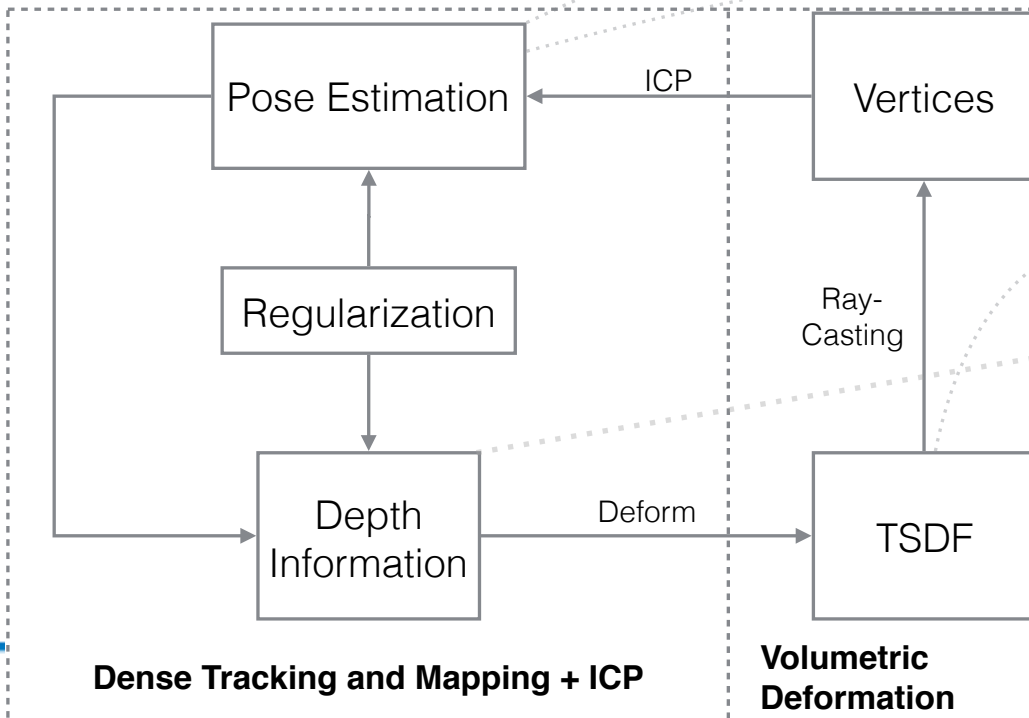 Pose Estimation
ICP
Vertices
Regularization
Ray-
Casting
Depth
Information
Deform
TSDF
Dense Tracking and Mapping + ICP
Volumetric
Deformation